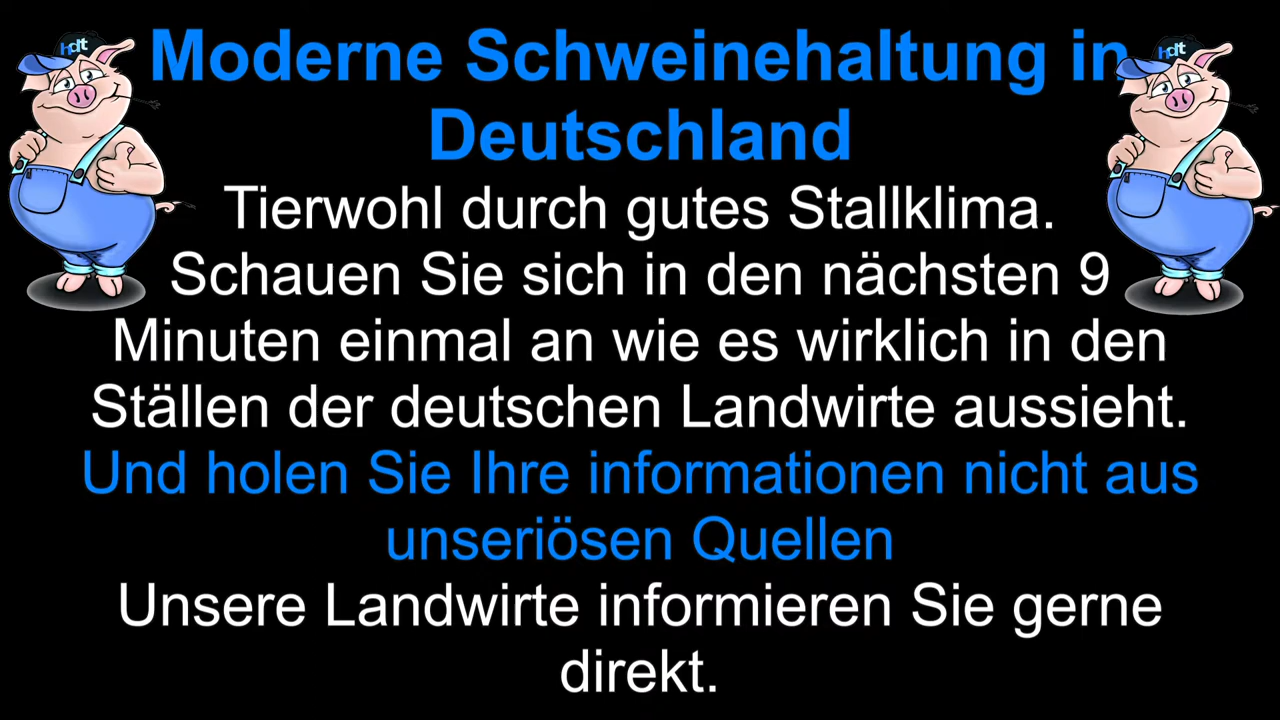 hdt
hdt
Moderne Schweinehaltung in
Deutschland
Tierwohl durch gutes Stallklima.
Schauen Sie sich in den nächsten 9
Minuten einmal an wie es wirklich in den
Ställen der deutschen Landwirte aussieht.
Und holen Sie Ihre informationen nicht aus
unseriösen Quellen
Unsere Landwirte informieren Sie gerne
direkt.